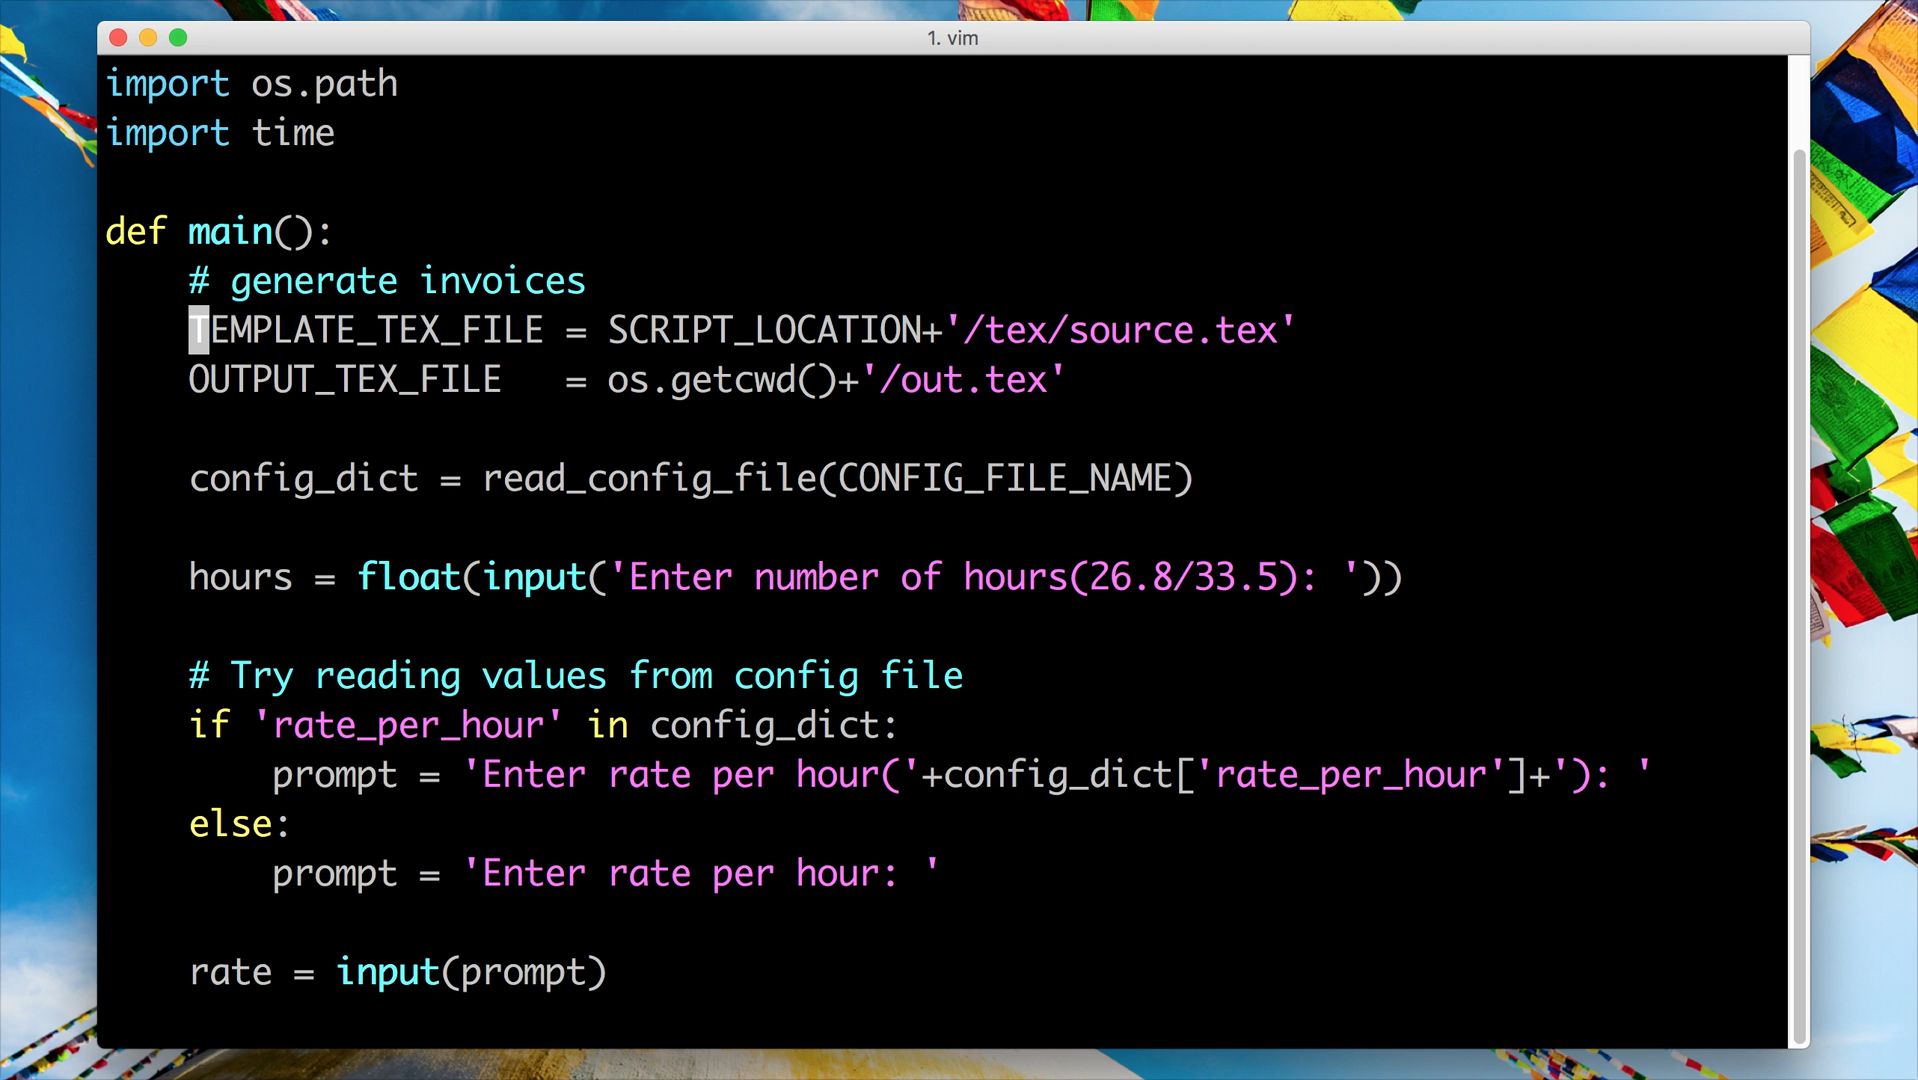 1. vim
import os.path
import time
def main():
    # generate invoices
    TEMPLATE_TEX_FILE = SCRIPT_LOCATION+'/tex/source.tex'
    OUTPUT_TEX_FILE   = os.getcwd()+'/out.tex'
    config_dict = read_config_file(CONFIG_FILE_NAME)
    hours = float(input('Enter number of hours(26.8/33.5): '))
    # Try reading values from config file
    if 'rate_per_hour' in config_dict:
        prompt = 'Enter rate per hour('+config_dict['rate_per_hour']+'): '
    else:
        prompt = 'Enter rate per hour: '
    rate = input(prompt)